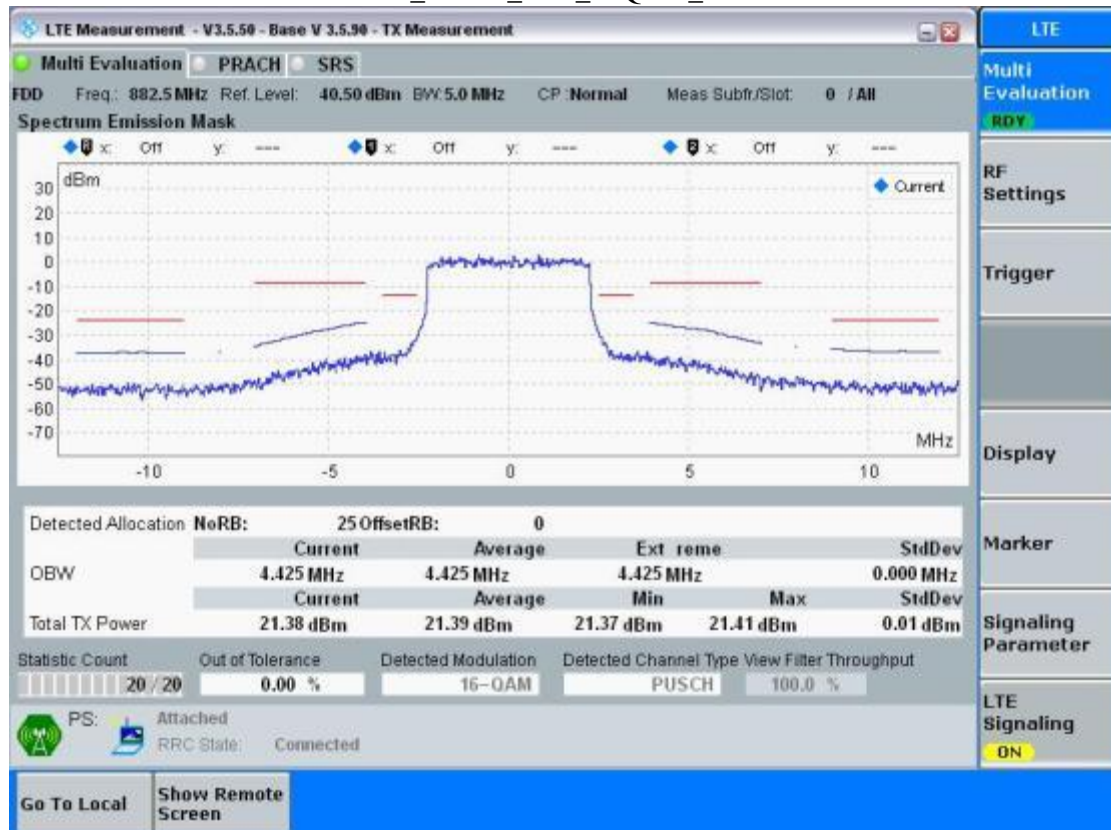 LTE Measurement - V3.5.50 - Base V 3.5.90 - TX Measurement
LTE
Multi Evaluation PRACH SRS
Multi
Evaluation
RDY
FDD Freq.: 882.5 MHz Ref. Level: 40.50 dBm BW: 5.0 MHz CP :Normal Meas Subfr./Slot: 0 / All
Spectrum Emission Mask
x: Off y: --- x: Off y: --- x: Off y: ---
dBm
Current
30
20
10
0
-10
-20
-30
-40
-50
-60
-70
MHz
-10 -5 0 5 10
RF
Settings
Trigger
Display
Marker
Signaling
Parameter
LTE
Signaling
ON
Detected Allocation NoRB: 25 OffsetRB: 0
Current Average Ext reme StdDev
OBW 4.425 MHz 4.425 MHz 4.425 MHz 0.000 MHz
Current Average Min Max StdDev
Total TX Power 21.38 dBm 21.39 dBm 21.37 dBm 21.41 dBm 0.01 dBm
Statistic Count Out of Tolerance Detected Modulation Detected Channel Type View Filter Throughput
20 / 20 0.00 % 16-QAM PUSCH 100.0 %
PS: Attached
RRC State: Connected
Go To Local
Show Remote
Screen